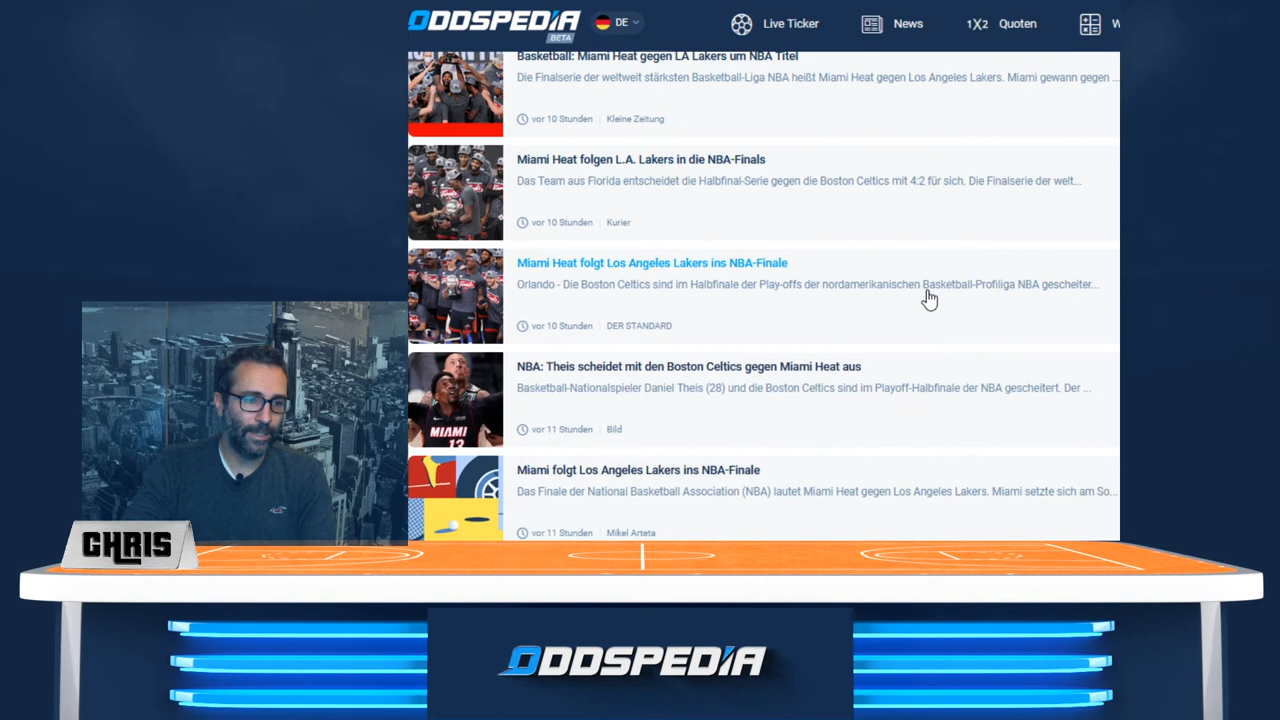 ODDSPEDIA
BETA
DE
Live Ticker
News
1X2 Quoten
W
Basketball: Miami Heat gegen LA Lakers um NBA Titel
Die Finalserie der weltweit stärksten Basketball-Liga NBA heißt Miami Heat gegen Los Angeles Lakers. Miami gewann gegen ...
vor 10 Stunden | Kleine Zeitung
Miami Heat folgen L.A. Lakers in die NBA-Finals
Das Team aus Florida entscheidet die Halbfinal-Serie gegen die Boston Celtics mit 4:2 für sich. Die Finalserie der welt...
vor 10 Stunden | Kurier
Miami Heat folgt Los Angeles Lakers ins NBA-Finale
Orlando - Die Boston Celtics sind im Halbfinale der Play-offs der nordamerikanischen Basketball-Profiliga NBA gescheiter...
vor 10 Stunden | DER STANDARD
NBA: Theis scheidet mit den Boston Celtics gegen Miami Heat aus
Basketball-Nationalspieler Daniel Theis (28) und die Boston Celtics sind im Playoff-Halbfinale der NBA gescheitert. Der ...
vor 11 Stunden | Bild
MIAMI
13
Miami folgt Los Angeles Lakers ins NBA-Finale
Das Finale der National Basketball Association (NBA) lautet Miami Heat gegen Los Angeles Lakers. Miami setzte sich am So...
vor 11 Stunden | Mikel Arteta
CHRIS
ODDSPEDIA